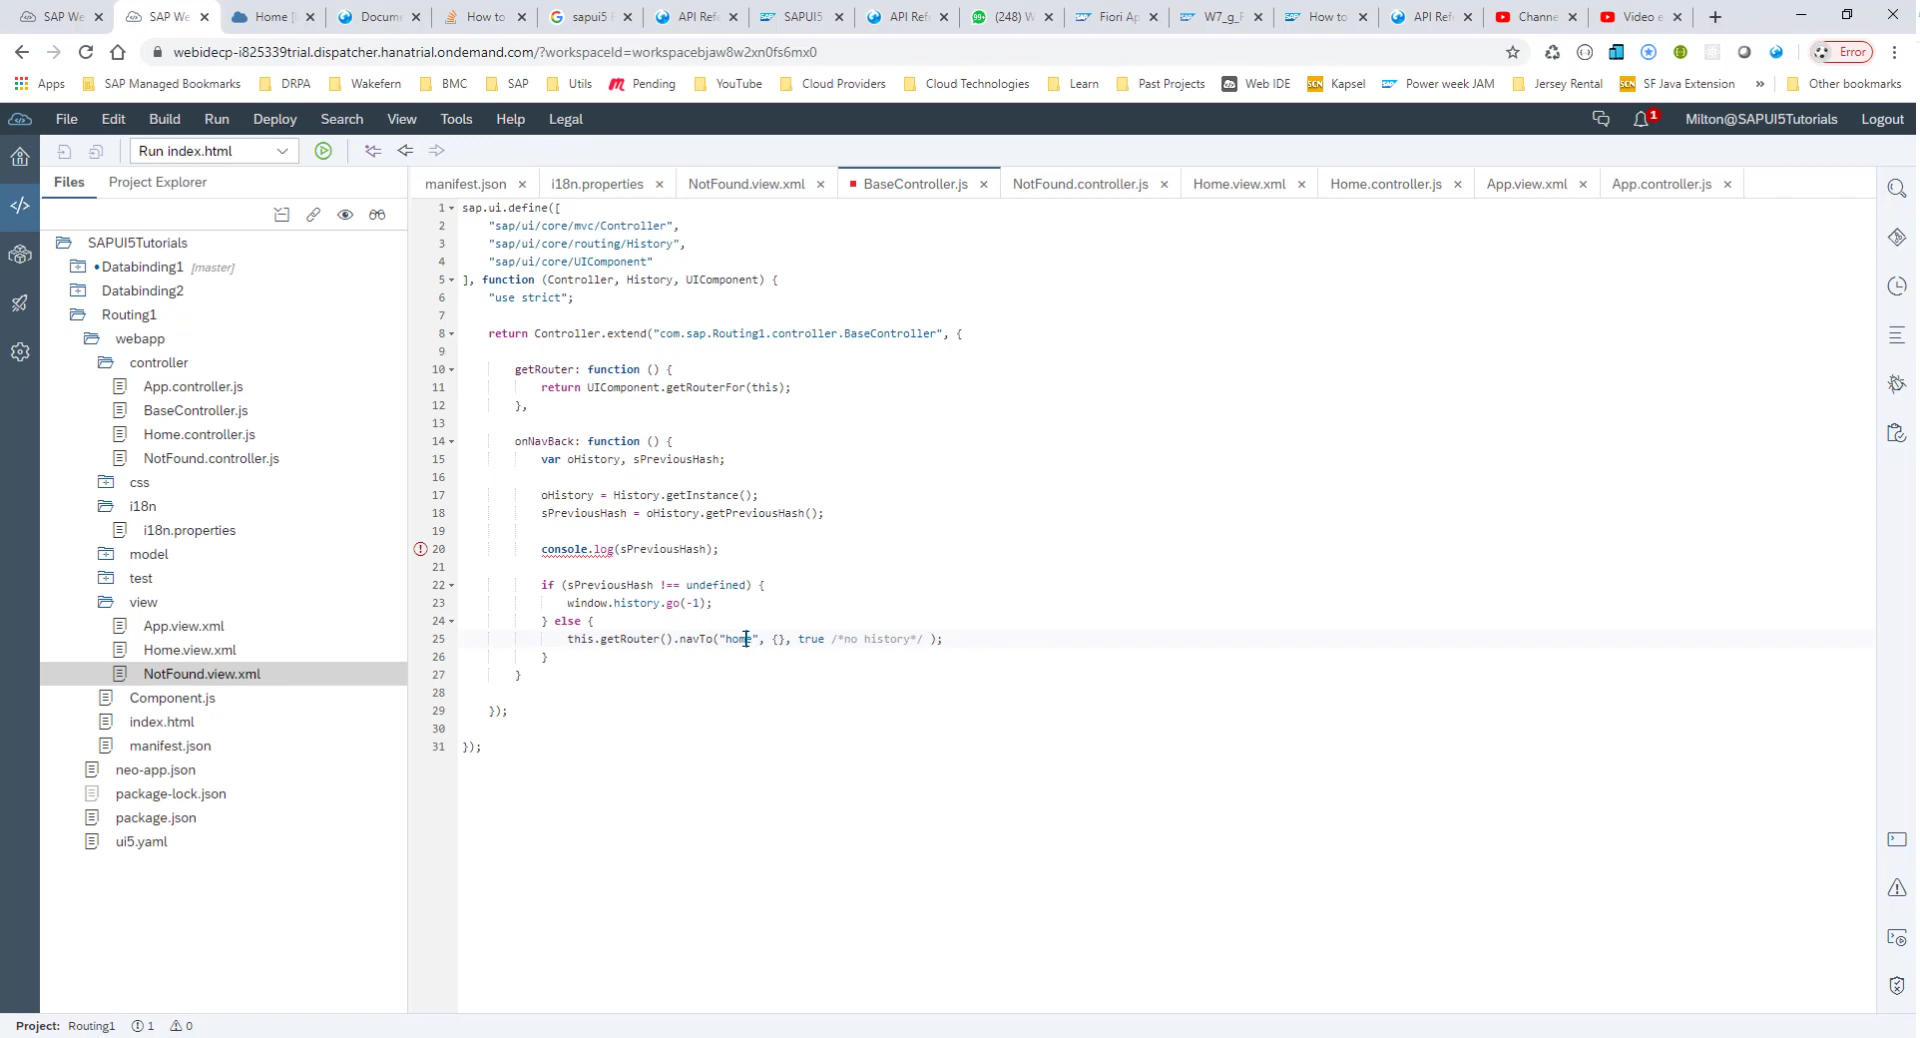 SAP We
SAP We
Home [
Docum
How to
sapui5 F
API Refe
SAPUI5
API Refe
(248) W
Fiori Ap
W7_g_F
How to
API Refe
Channe
Video e
webidecp-i825339trial.dispatcher.hanatrial.ondemand.com/?workspaceId=workspacebjaw8w2xn0fs6mx0
Error
Apps
SAP Managed Bookmarks
DRPA
Wakefern
BMC
SAP
Utils
Pending
YouTube
Cloud Providers
Cloud Technologies
Learn
Past Projects
Web IDE
Kapsel
Power week JAM
Jersey Rental
SF Java Extension
»
Other bookmarks
File Edit Build Run Deploy Search View Tools Help Legal
1
Milton@SAPUI5Tutorials
Logout
Run index.html
Files
Project Explorer
manifest.json
i18n.properties
NotFound.view.xml
BaseController.js
NotFound.controller.js
Home.view.xml
Home.controller.js
App.view.xml
App.controller.js
SAPUI5Tutorials
Databinding1 [master]
Databinding2
Routing1
webapp
controller
App.controller.js
BaseController.js
Home.controller.js
NotFound.controller.js
css
i18n
i18n.properties
model
test
view
App.view.xml
Home.view.xml
NotFound.view.xml
Component.js
index.html
manifest.json
neo-app.json
package-lock.json
package.json
ui5.yaml
1 sap.ui.define([
2 "sap/ui/core/mvc/Controller",
3 "sap/ui/core/routing/History",
4 "sap/ui/core/UIComponent"
5 ], function (Controller, History, UIComponent) {
6 "use strict";
7
8 return Controller.extend("com.sap.Routing1.controller.BaseController", {
9
10 getRouter: function () {
11 return UIComponent.getRouterFor(this);
12 },
13
14 onNavBack: function () {
15 var oHistory, sPreviousHash;
16
17 oHistory = History.getInstance();
18 sPreviousHash = oHistory.getPreviousHash();
19
20 console.log(sPreviousHash);
21
22 if (sPreviousHash !== undefined) {
23 window.history.go(-1);
24 } else {
25 this.getRouter().navTo("home", {}, true /*no history*/ );
26 }
27 }
28
29 });
30
31 });
Project: Routing1 1 0